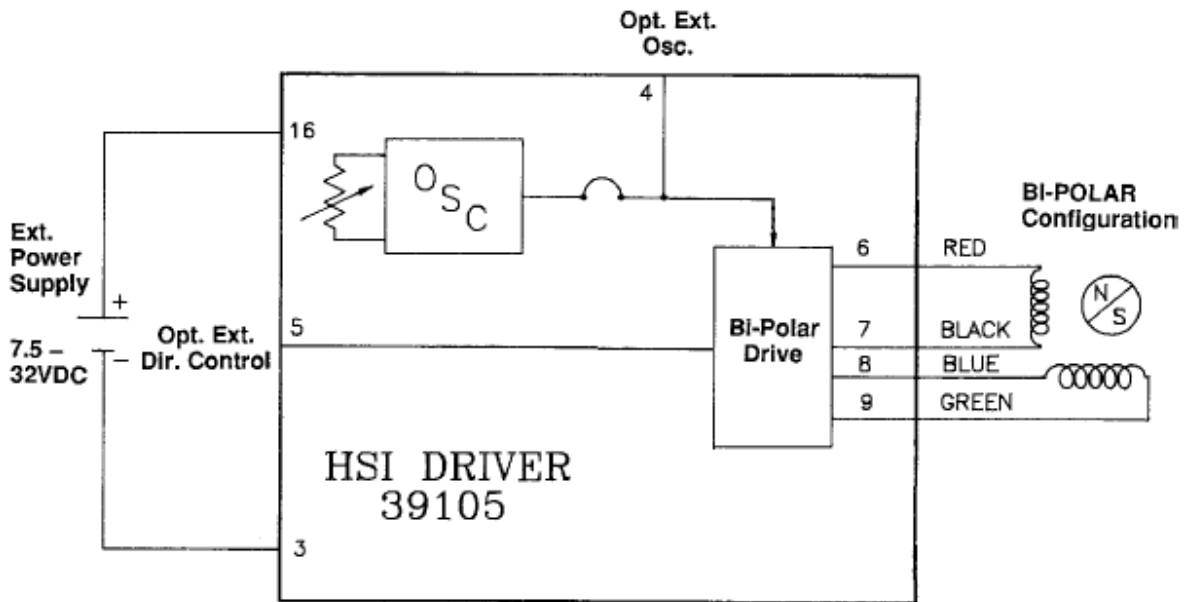 Opt. Ext.
Osc.
4
16
OSC
BI-POLAR
Configuration
Ext.
Power
Supply
+
–
7.5 –
32VDC
Opt. Ext.
Dir. Control
5
Bi-Polar
Drive
6
RED
7
BLACK
8
BLUE
9
GREEN
N
S
HSI DRIVER
39105
3